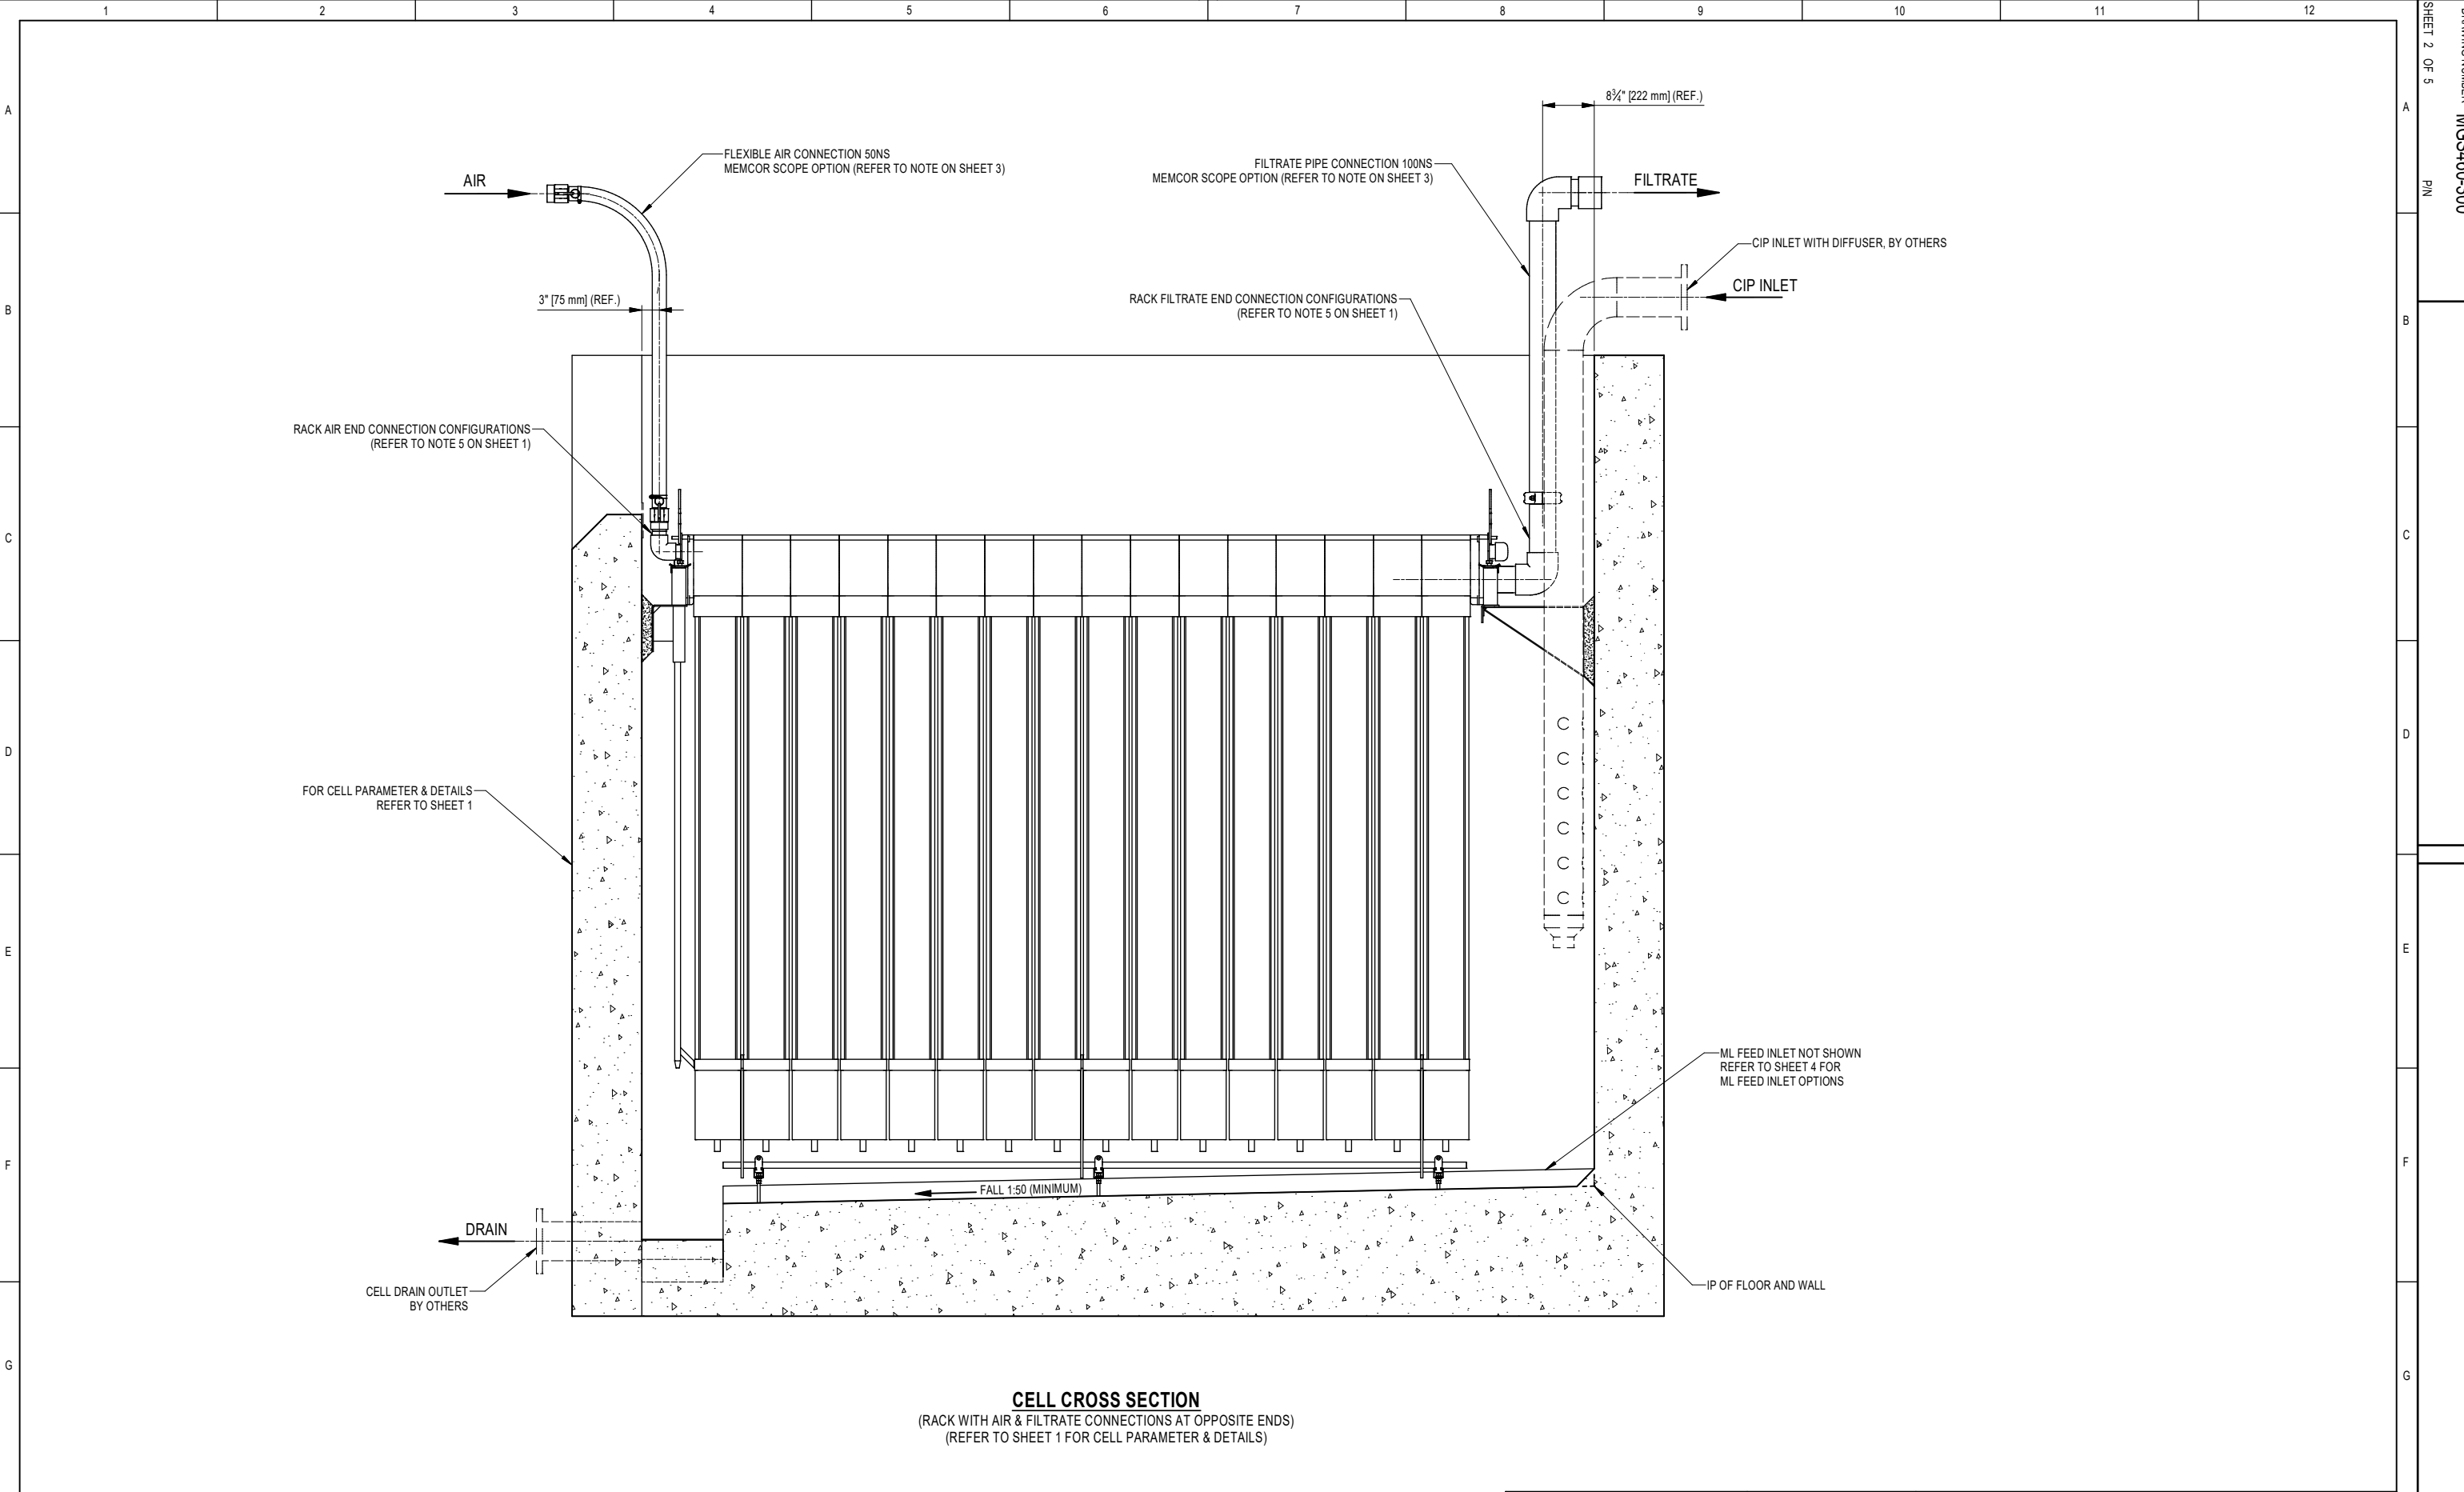 1 2 3 4 5 6 7 8 9 10 11 12
SHEET 2 OF 5
P/N
A
A
8¾" [222 mm] (REF.)
FLEXIBLE AIR CONNECTION 50NS
MEMCOR SCOPE OPTION (REFER TO NOTE ON SHEET 3)
FILTRATE PIPE CONNECTION 100NS
MEMCOR SCOPE OPTION (REFER TO NOTE ON SHEET 3)
AIR
FILTRATE
CIP INLET WITH DIFFUSER, BY OTHERS
CIP INLET
3" [75 mm] (REF.)
RACK FILTRATE END CONNECTION CONFIGURATIONS
(REFER TO NOTE 5 ON SHEET 1)
B
B
RACK AIR END CONNECTION CONFIGURATIONS
(REFER TO NOTE 5 ON SHEET 1)
C
C
D
D
FOR CELL PARAMETER & DETAILS
REFER TO SHEET 1
E
E
ML FEED INLET NOT SHOWN
REFER TO SHEET 4 FOR
ML FEED INLET OPTIONS
F
F
FALL 1:50 (MINIMUM)
DRAIN
CELL DRAIN OUTLET
BY OTHERS
IP OF FLOOR AND WALL
G
G
CELL CROSS SECTION
(RACK WITH AIR & FILTRATE CONNECTIONS AT OPPOSITE ENDS)
(REFER TO SHEET 1 FOR CELL PARAMETER & DETAILS)